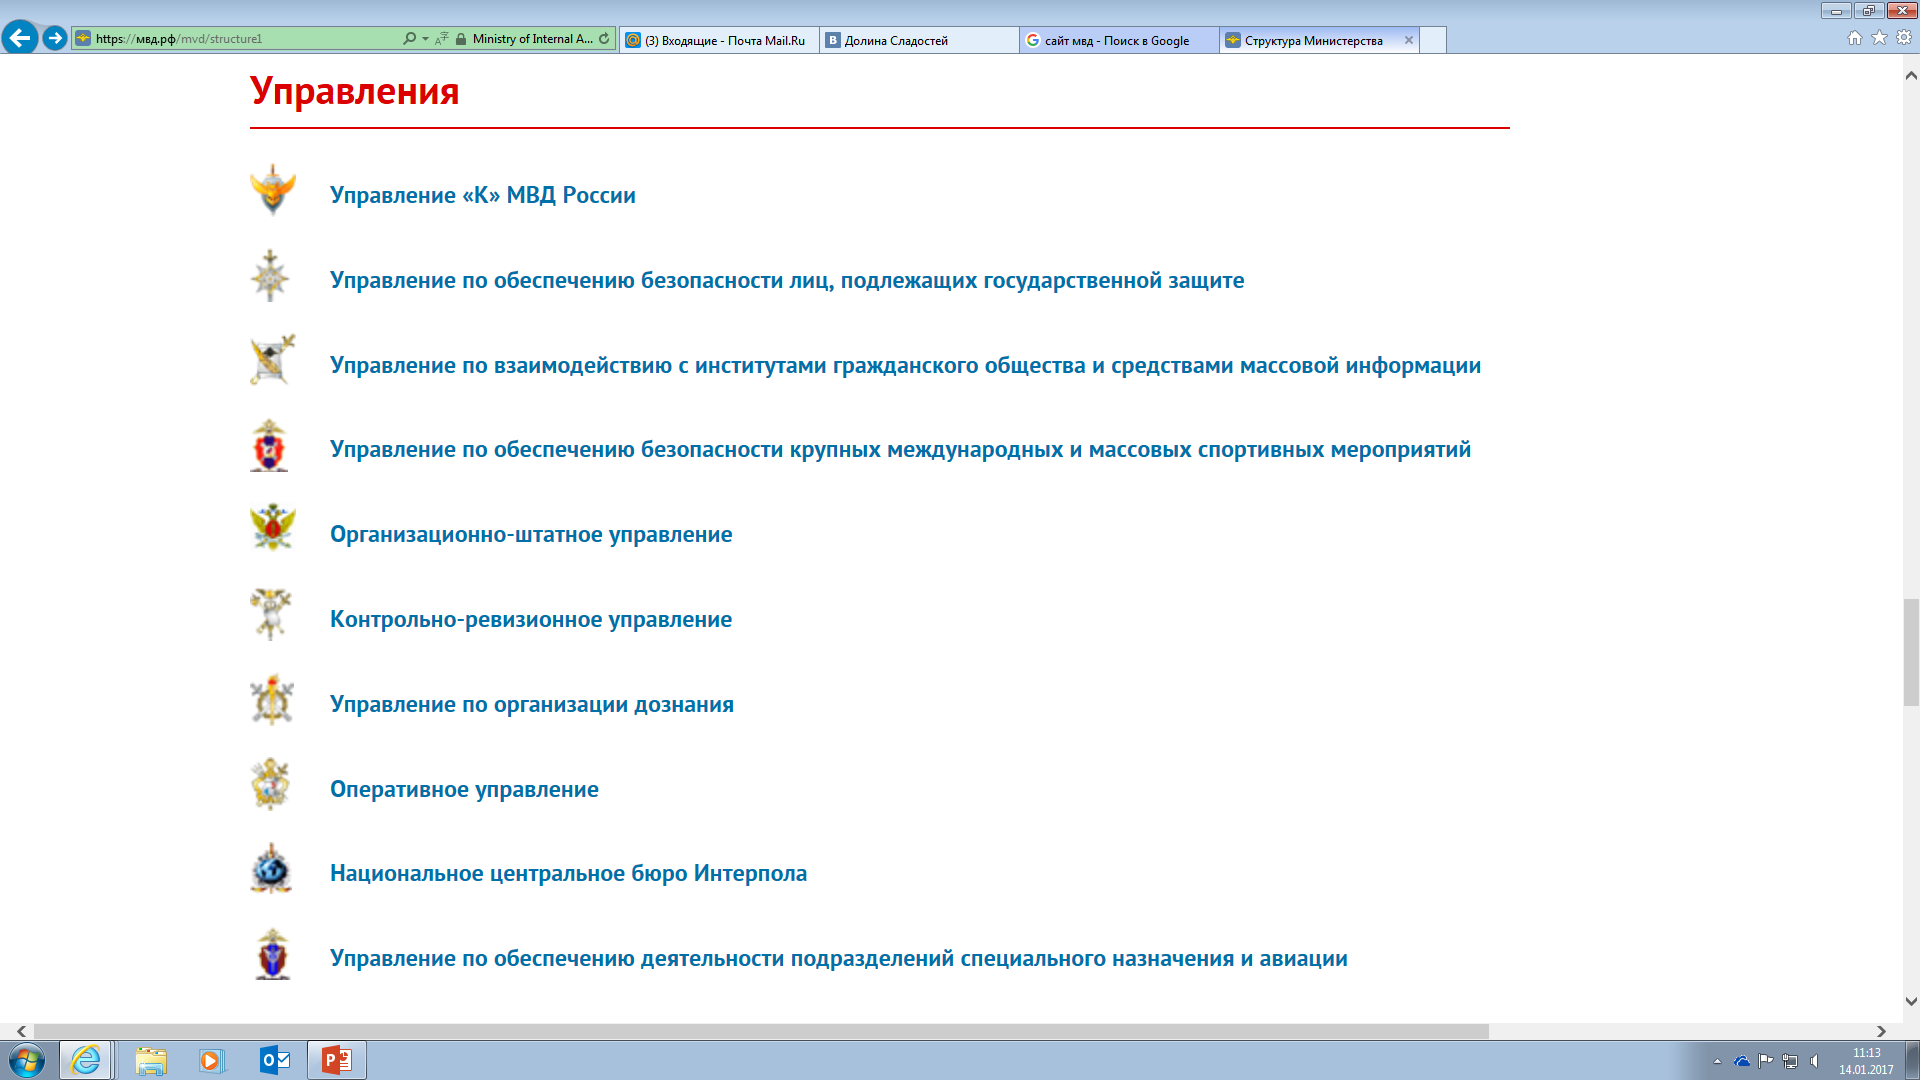 https://мвд.рф/mvd/structure1
Ministry of Internal A...
(3) Входящие - Почта Mail.Ru
Долина Сладостей
сайт мвд - Поиск в Google
Структура Министерства
Управления
Управление «К» МВД России
Управление по обеспечению безопасности лиц, подлежащих государственной защите
Управление по взаимодействию с институтами гражданского общества и средствами массовой информации
Управление по обеспечению безопасности крупных международных и массовых спортивных мероприятий
Организационно-штатное управление
Контрольно-ревизионное управление
Управление по организации дознания
Оперативное управление
Национальное центральное бюро Интерпола
Управление по обеспечению деятельности подразделений специального назначения и авиации
11:13
14.01.2017